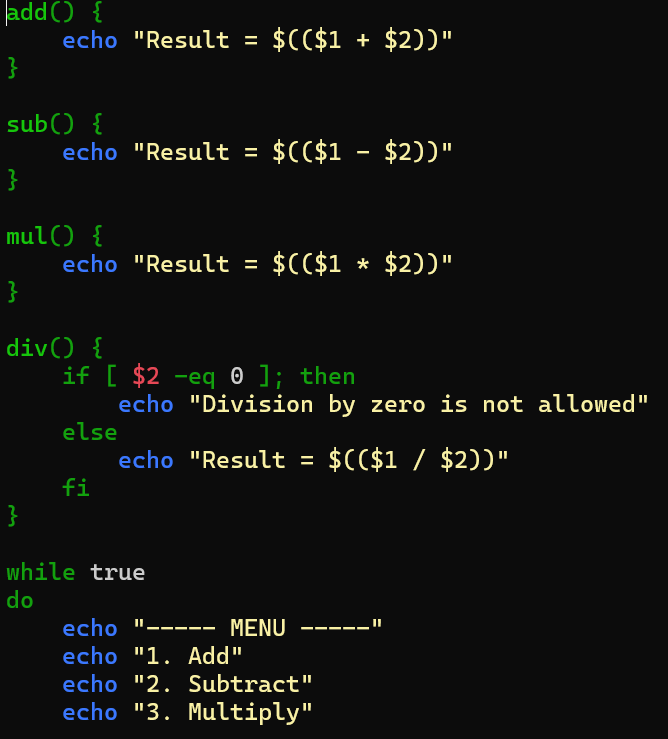 add() {
    echo "Result = $(($1 + $2))"
}

sub() {
    echo "Result = $(($1 - $2))"
}

mul() {
    echo "Result = $(($1 * $2))"
}

div() {
    if [ $2 -eq 0 ]; then
        echo "Division by zero is not allowed"
    else
        echo "Result = $(($1 / $2))"
    fi
}

while true
do
    echo "----- MENU -----"
    echo "1. Add"
    echo "2. Subtract"
    echo "3. Multiply"